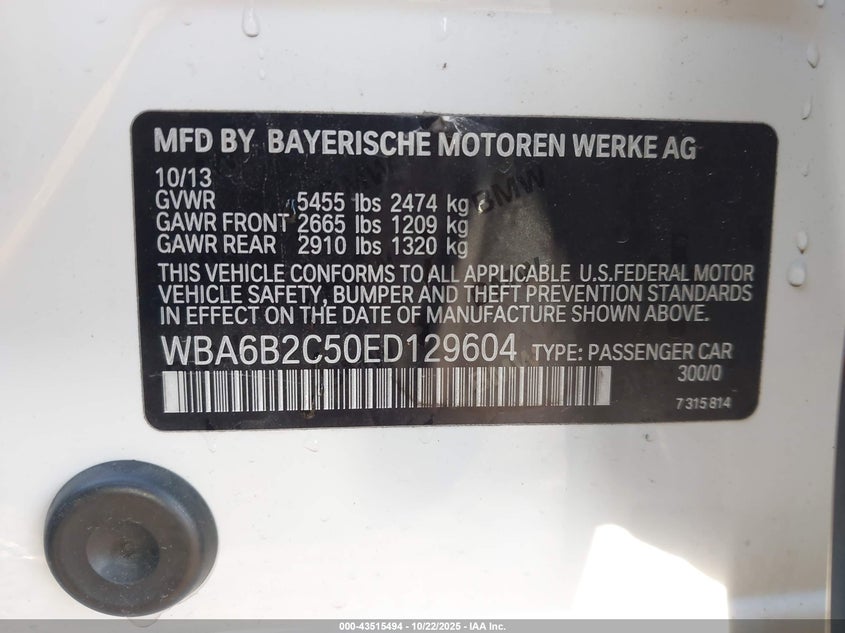 MFD BY BAYERISCHE MOTOREN WERKE AG
10/13
GVWR 5455 lbs 2474 kg
GAWR FRONT 2665 lbs 1209 kg
GAWR REAR 2910 lbs 1320 kg
BMW
THIS VEHICLE CONFORMS TO ALL APPLICABLE U.S.FEDERAL MOTOR
VEHICLE SAFETY, BUMPER AND THEFT PREVENTION STANDARDS
IN EFFECT ON THE DATE OF MANUFACTURE SHOWN ABOVE.
WBA6B2C50ED129604 TYPE: PASSENGER CAR
300/0
7 315 814
000-43515494 - 10/22/2025 - IAA Inc.